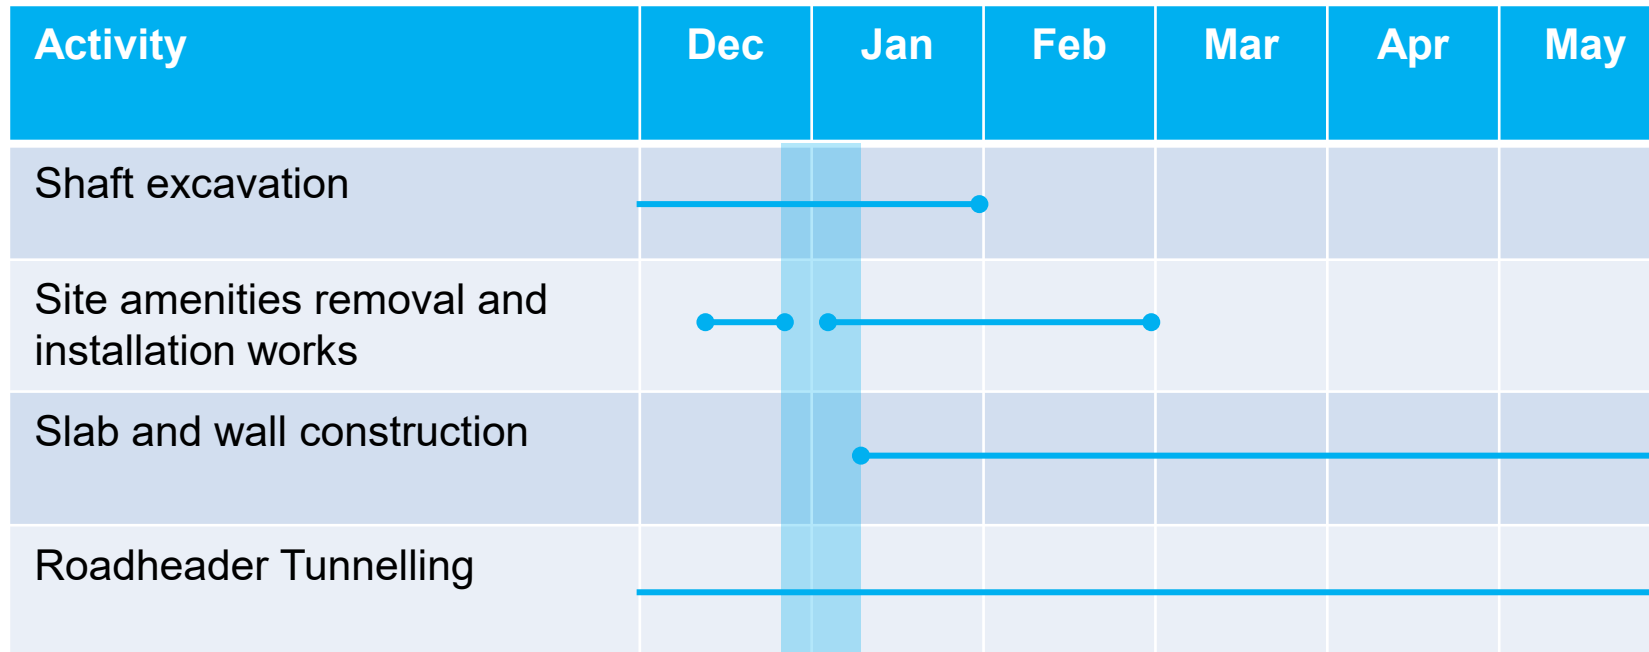 Activity Dec Jan Feb Mar Apr May
Shaft excavation
Site amenities removal and
installation works
Slab and wall construction
Roadheader Tunnelling